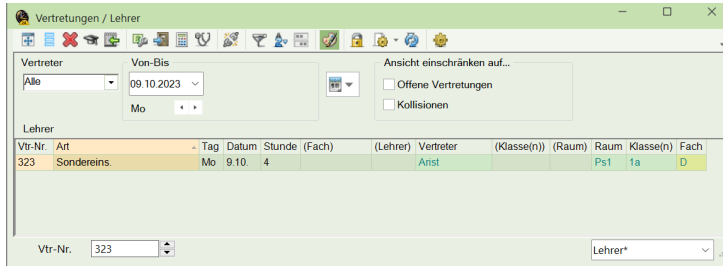 Vertretungen / Lehrer
Vertreter Von-Bis Ansicht einschränken auf...
Alle 09.10.2023 Offene Vertretungen
Mo Kollisionen
Lehrer
Vtr-Nr. Art Tag Datum Stunde (Fach) (Lehrer) Vertreter (Klasse(n)) (Raum) Raum Klasse(n) Fach
323 Sondereins. Mo 9.10. 4 Arist Ps1 1a D
Vtr-Nr. 323 Lehrer*